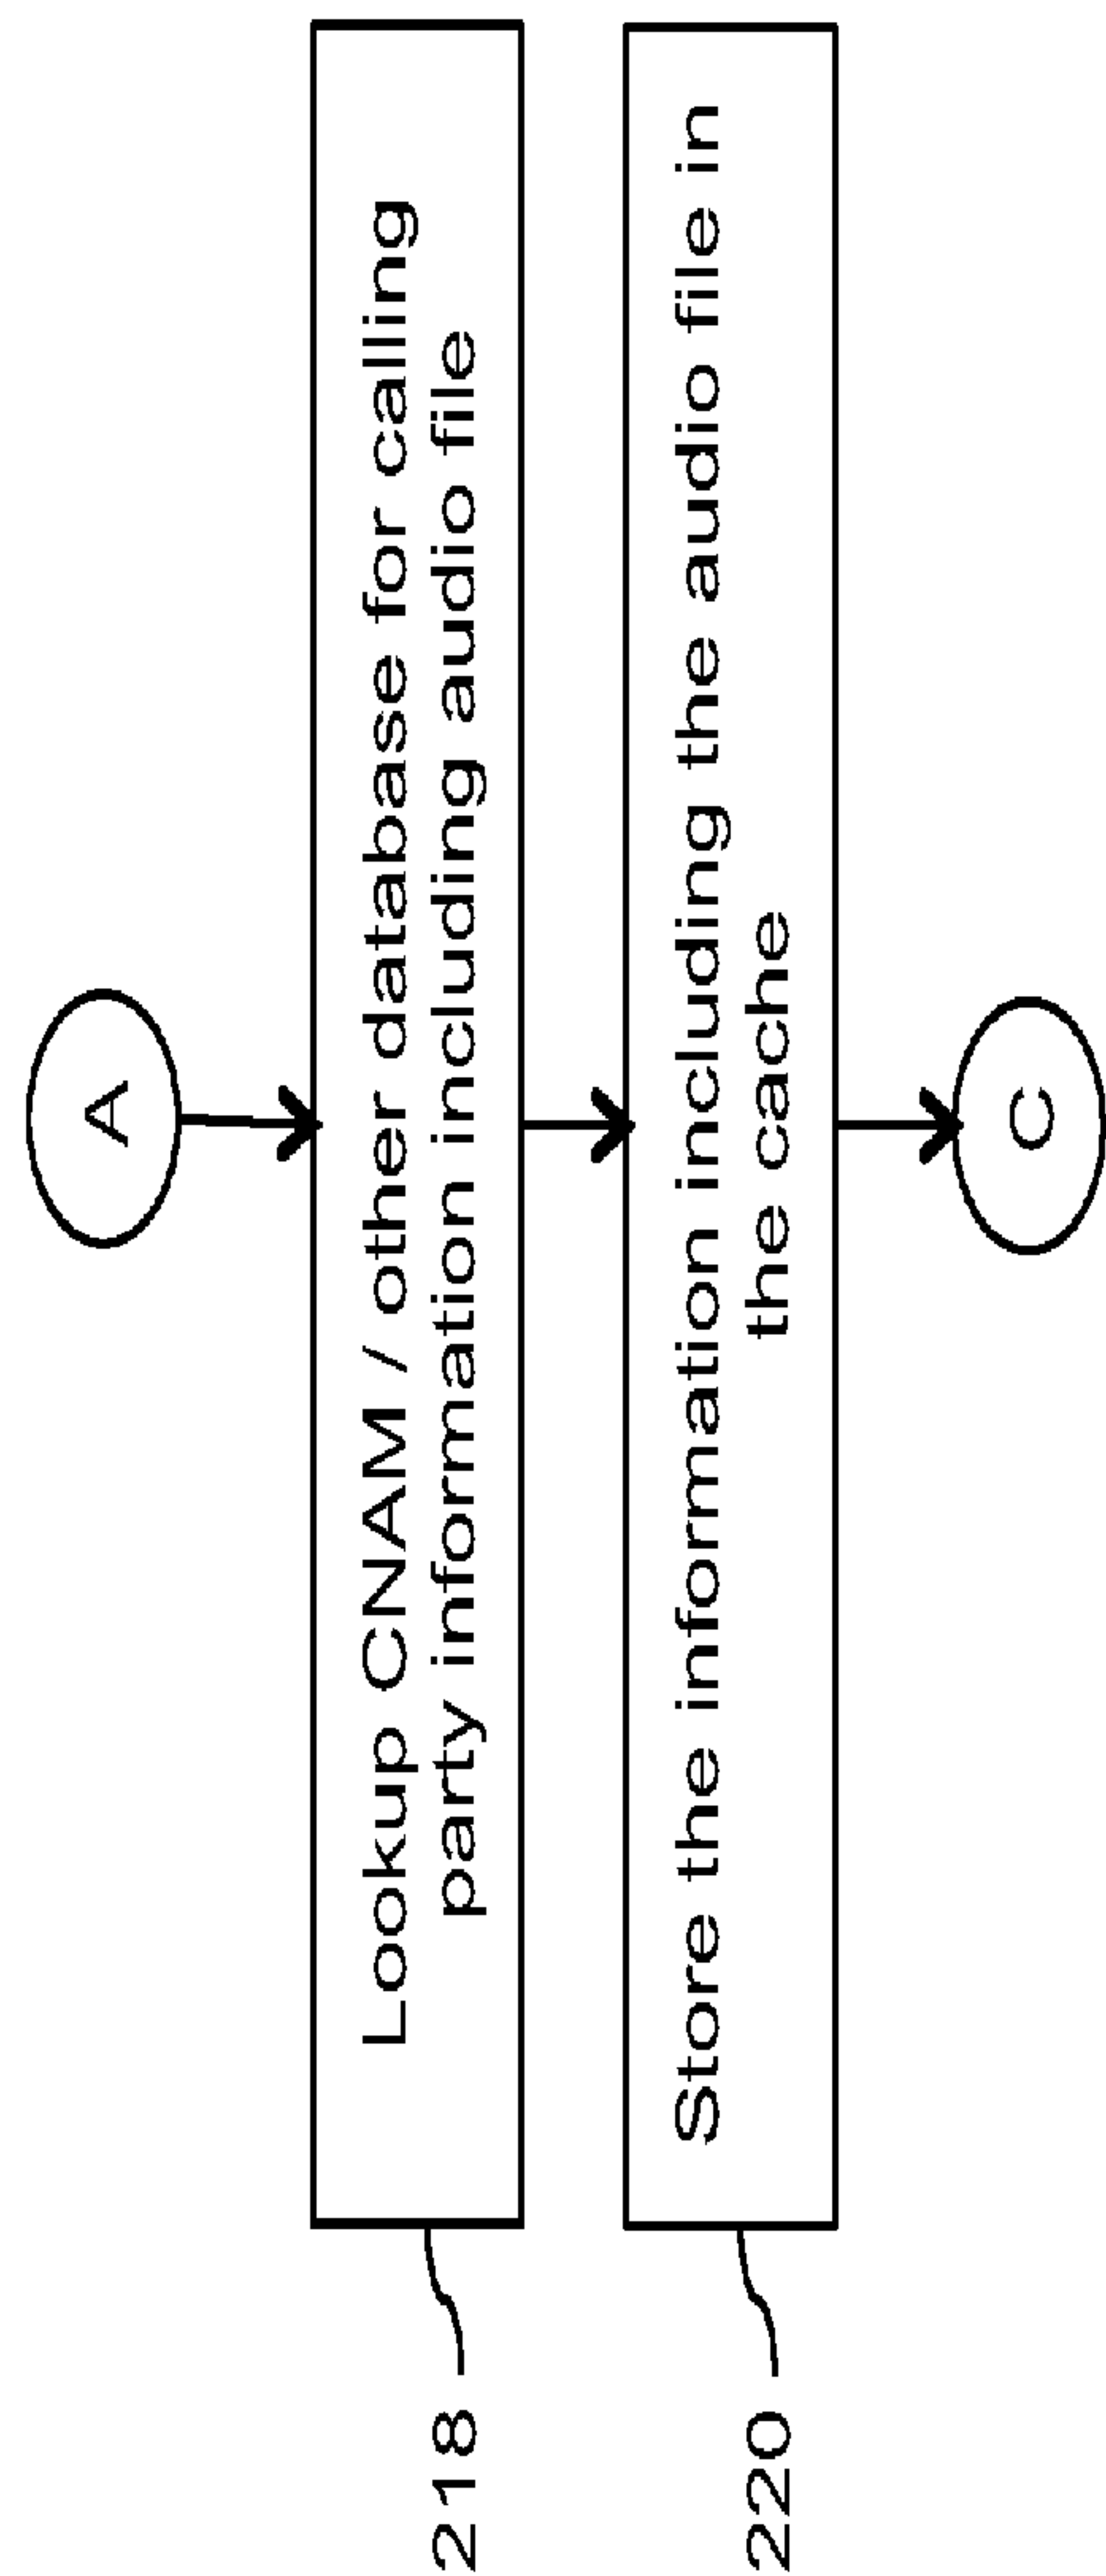 A
218
Lookup CNAM / other database for calling
party information including audio file
220
Store the information including the audio file in
the cache
C